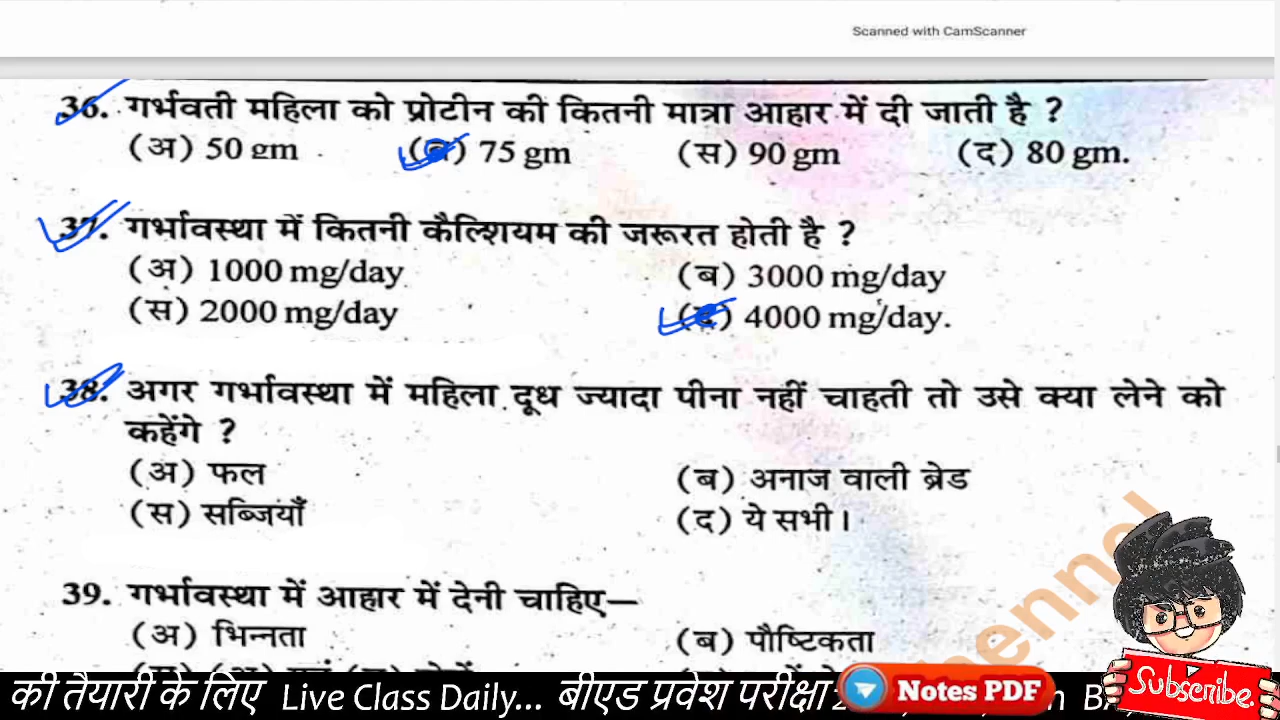 Scanned with CamScanner
36. गर्भवती महिला को प्रोटीन की कितनी मात्रा आहार में दी जाती है ?
(अ) 50 gm (ब) 75 gm (स) 90 gm (द) 80 gm.
37. गर्भावस्था में कितनी कैल्शियम की जरूरत होती है ?
(अ) 1000 mg/day (ब) 3000 mg/day
(स) 2000 mg/day (द) 4000 mg/day.
38. अगर गर्भावस्था में महिला दूध ज्यादा पीना नहीं चाहती तो उसे क्या लेने को
कहेंगे ?
(अ) फल (ब) अनाज वाली ब्रेड
(स) सब्जियाँ (द) ये सभी।
39. गर्भावस्था में आहार में देनी चाहिए—
(अ) भिन्नता (ब) पौष्टिकता
की तैयारी के लिए Live Class Daily... बीएड प्रवेश परीक्षा
Notes PDF
Subscribe.